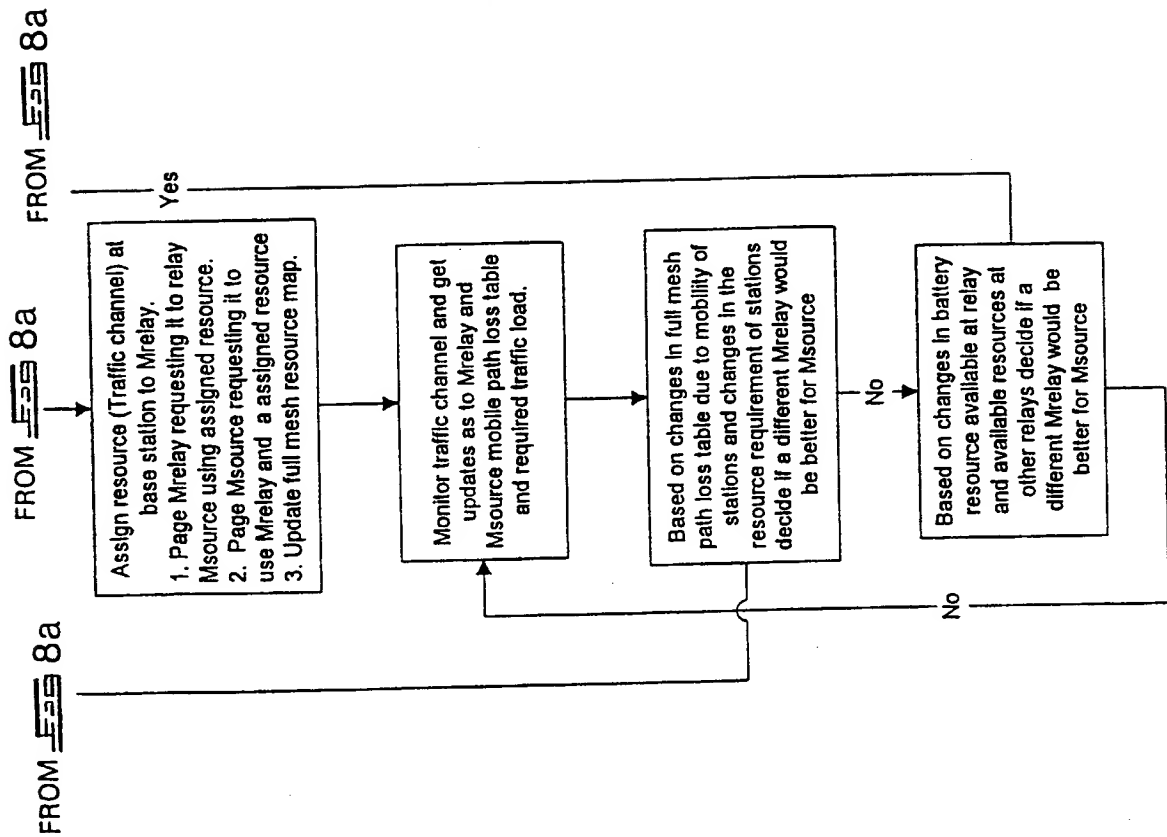 FROM Fig 8a
FROM Fig 8a
FROM Fig 8a
Assign resource (Traffic channel) at
base station to Mrelay.
1. Page Mrelay requesting it to relay
Msource using assigned resource.
2. Page Msource requesting it to
use Mrelay and a assigned resource
3. Update full mesh resource map.
Yes
Monitor traffic channel and get
updates as to Mrelay and
Msource mobile path loss table
and required traffic load.
Based on changes in full mesh
path loss table due to mobility of
stations and changes in the
resource requirement of stations
decide if a different Mrelay would
be better for Msource
No
No
Based on changes in battery
resource available at relay
and available resources at
other relays decide if a
different Mrelay would be
better for Msource